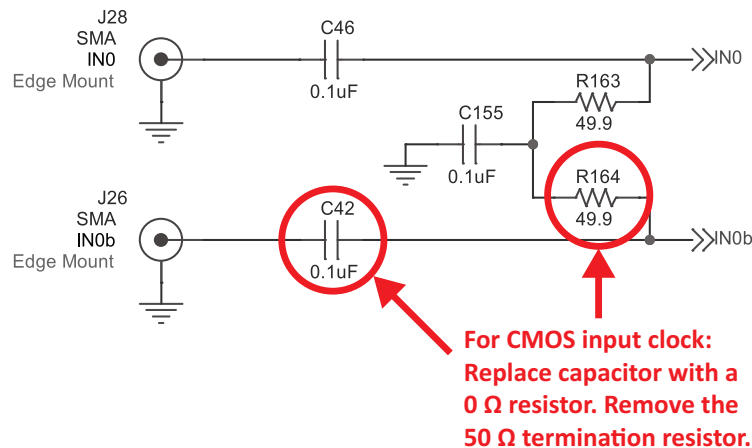 J28
SMA
IN0
Edge Mount
C46
0.1uF
IN0
R163
49.9
C155
0.1uF
R164
49.9
J26
SMA
IN0b
Edge Mount
C42
0.1uF
IN0b
For CMOS input clock:
Replace capacitor with a
0 Ω resistor. Remove the
50 Ω termination resistor.